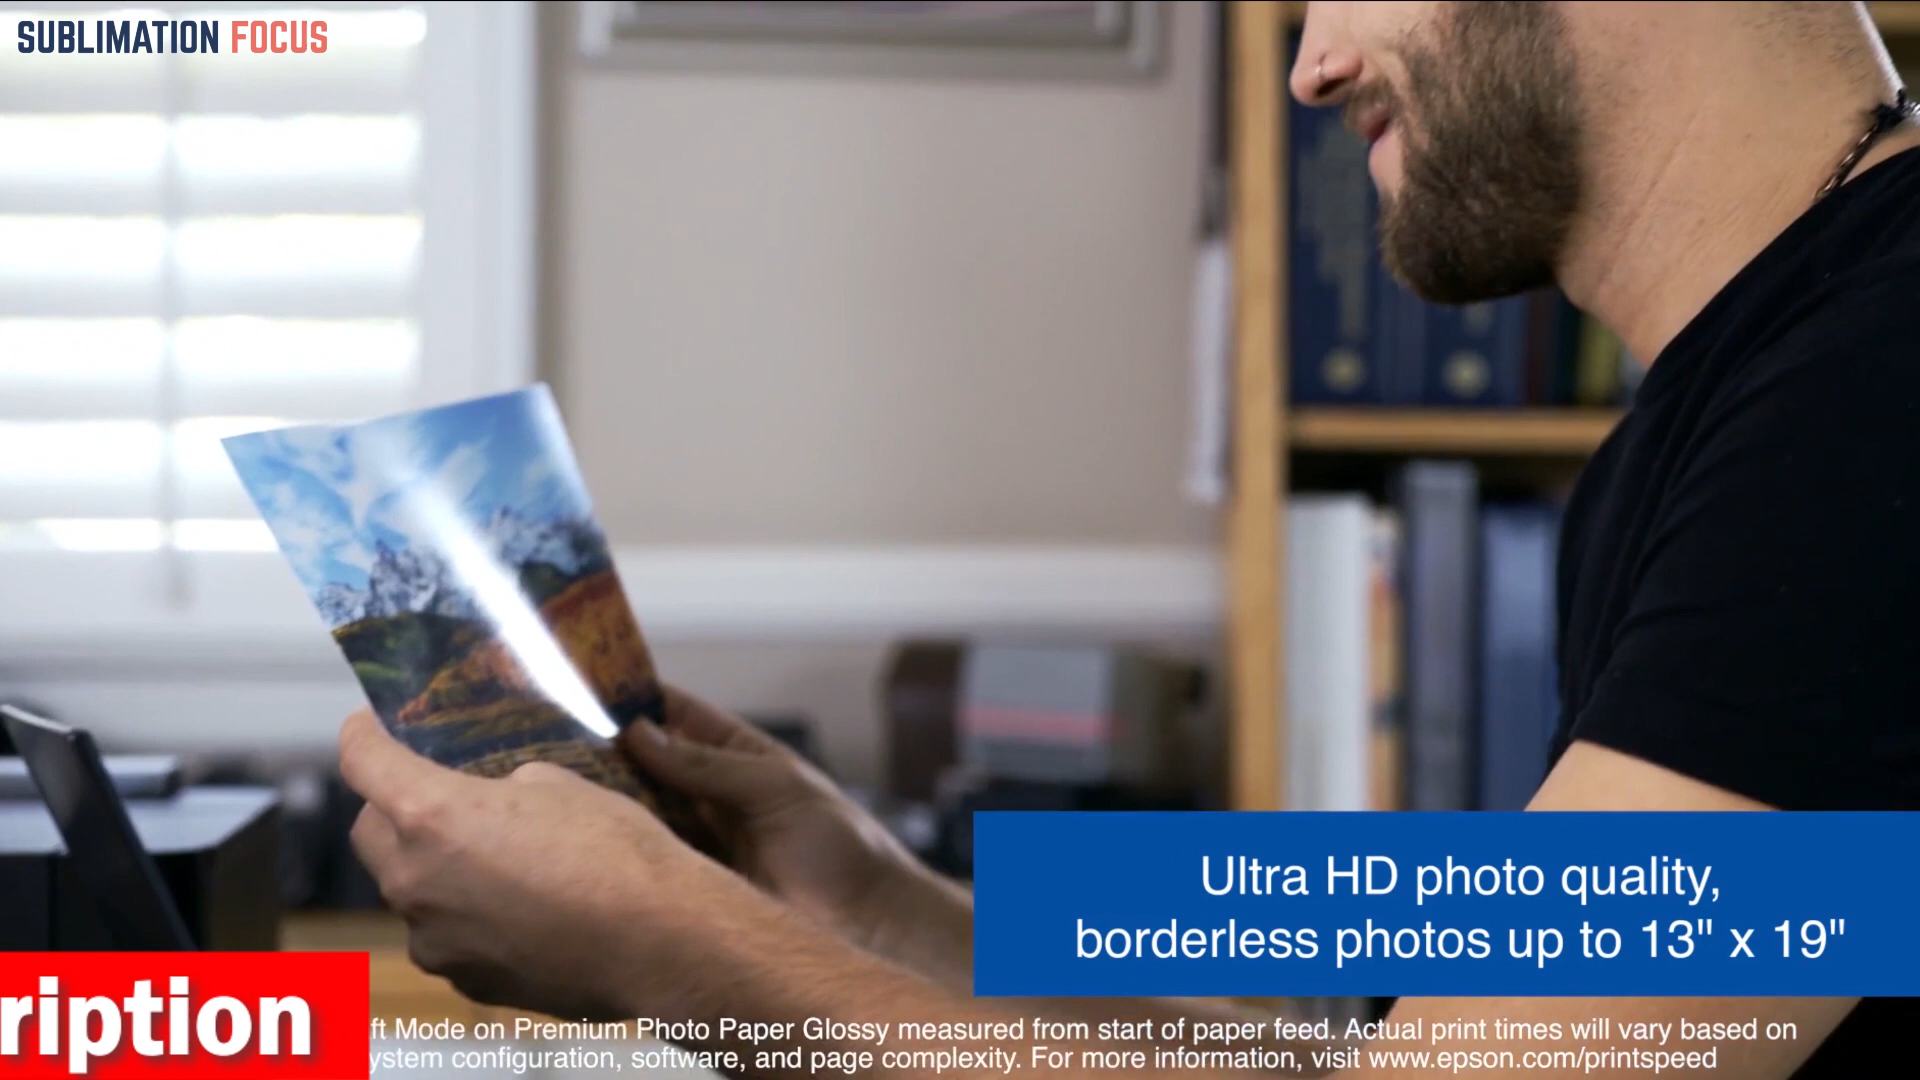 SUBLIMATION FOCUS
Ultra HD photo quality,
borderless photos up to 13" x 19"
ription
ft Mode on Premium Photo Paper Glossy measured from start of paper feed. Actual print times will vary based on
ystem configuration, software, and page complexity. For more information, visit www.epson.com/printspeed